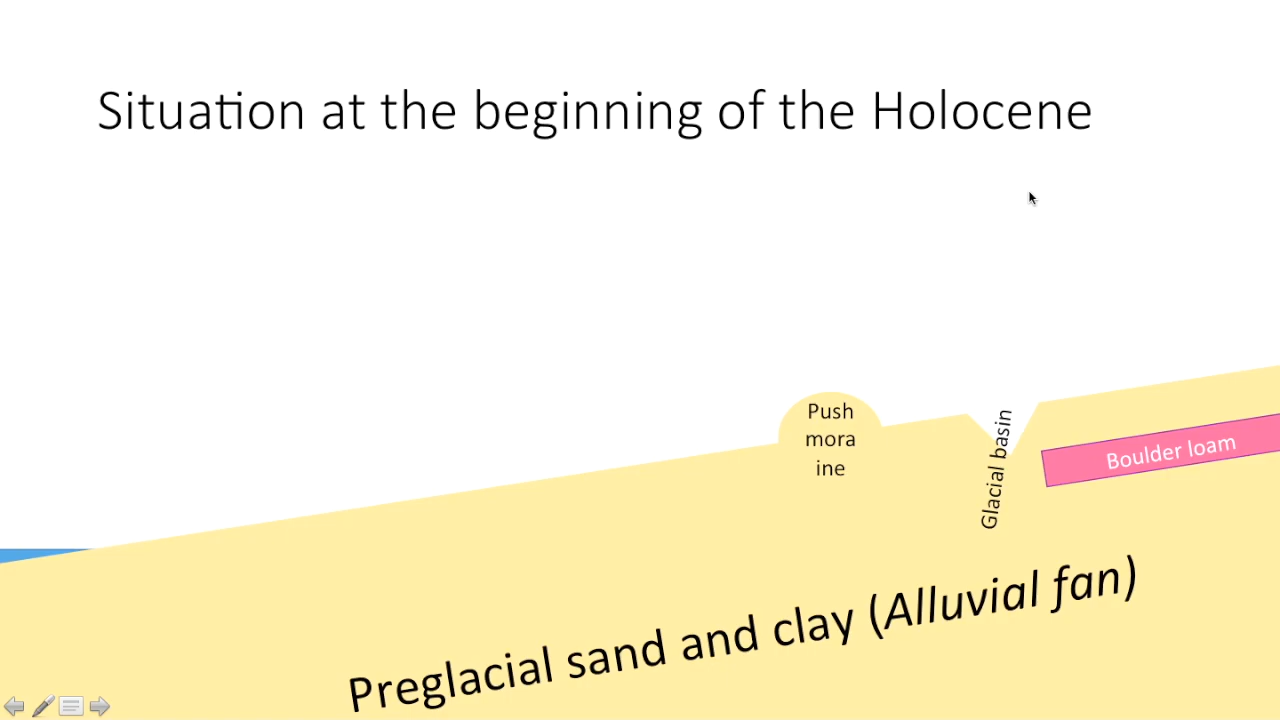 Situation at the beginning of the Holocene
Push
mora
ine
Glacial basin
Boulder loam
Preglacial sand and clay (Alluvial fan)